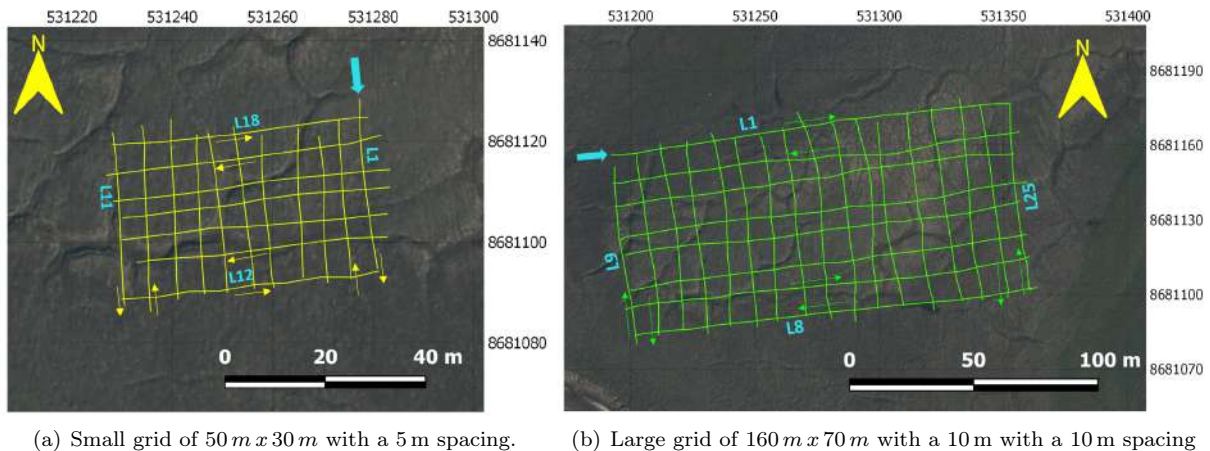 531220 531240 531260 531280 531300
531200 531250 531300 531350 531400
N
8681140
L18
8681120
L1
L11
8681100
L12
0 20 40 m
8681080
N
8681190
L1
8681160
L25
8681130
L9
8681100
L8
0 50 100 m
8681070
(a) Small grid of 50 m x 30 m with a 5 m spacing.
(b) Large grid of 160 m x 70 m with a 10 m with a 10 m spacing